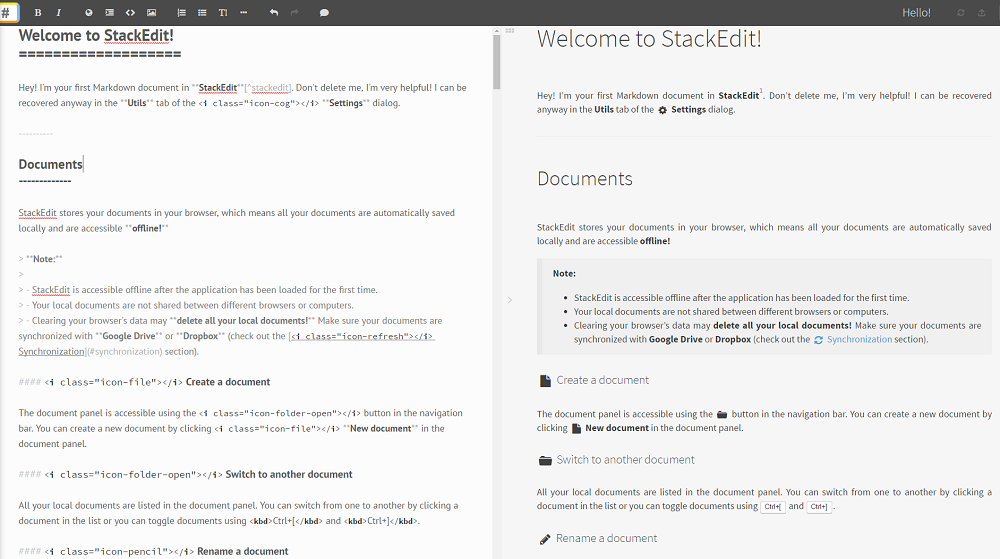 #
B I T! Hello!
Welcome to StackEdit!
===================
Hey! I'm your first Markdown document in **StackEdit**[^stackedit]. Don't delete me, I'm very helpful! I can be
recovered anyway in the **Utils** tab of the <i class="icon-cog"></i> **Settings** dialog.
----------
Documents
-------------
StackEdit stores your documents in your browser, which means all your documents are automatically saved
locally and are accessible **offline!**
> **Note:**
>
> - StackEdit is accessible offline after the application has been loaded for the first time.
> - Your local documents are not shared between different browsers or computers.
> - Clearing your browser's data may **delete all your local documents!** Make sure your documents are
synchronized with **Google Drive** or **Dropbox** (check out the [<i class="icon-refresh"></i>
Synchronization](#synchronization) section).
#### <i class="icon-file"></i> Create a document
The document panel is accessible using the <i class="icon-folder-open"></i> button in the navigation
bar. You can create a new document by clicking <i class="icon-file"></i> **New document** in the
document panel.
#### <i class="icon-folder-open"></i> Switch to another document
All your local documents are listed in the document panel. You can switch from one to another by clicking a
document in the list or you can toggle documents using <kbd>Ctrl+[</kbd> and <kbd>Ctrl+]</kbd>.
#### <i class="icon-pencil"></i> Rename a document
Welcome to StackEdit!
Hey! I'm your first Markdown document in StackEdit1. Don't delete me, I'm very helpful! I can be recovered
anyway in the Utils tab of the Settings dialog.
Documents
StackEdit stores your documents in your browser, which means all your documents are automatically saved
locally and are accessible offline!
Note:
• StackEdit is accessible offline after the application has been loaded for the first time.
• Your local documents are not shared between different browsers or computers.
• Clearing your browser's data may delete all your local documents! Make sure your documents are
synchronized with Google Drive or Dropbox (check out the Synchronization section).
Create a document
The document panel is accessible using the button in the navigation bar. You can create a new document by
clicking New document in the document panel.
Switch to another document
All your local documents are listed in the document panel. You can switch from one to another by clicking a
document in the list or you can toggle documents using Ctrl+[ and Ctrl+] .
Rename a document